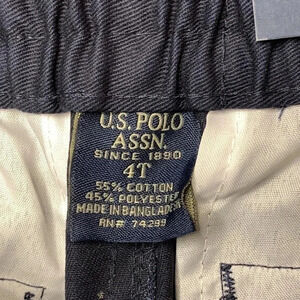 U.S. POLO
ASSN.
SINCE 1890
4T
55% COTTON
45% POLYESTER
MADE IN BANGLADESH
RN# 74299